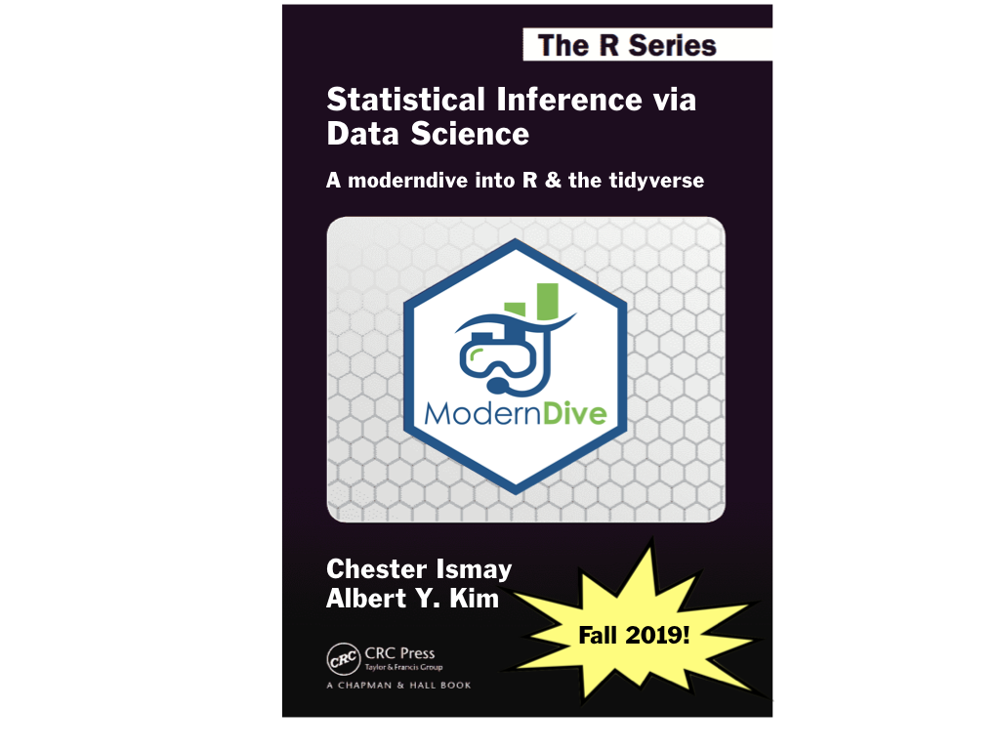 The R Series
Statistical Inference via
Data Science
A moderndive into R & the tidyverse
ModernDive
Chester Ismay
Albert Y. Kim
Fall 2019!
CRC
CRC Press
Taylor & Francis Group
A CHAPMAN & HALL BOOK